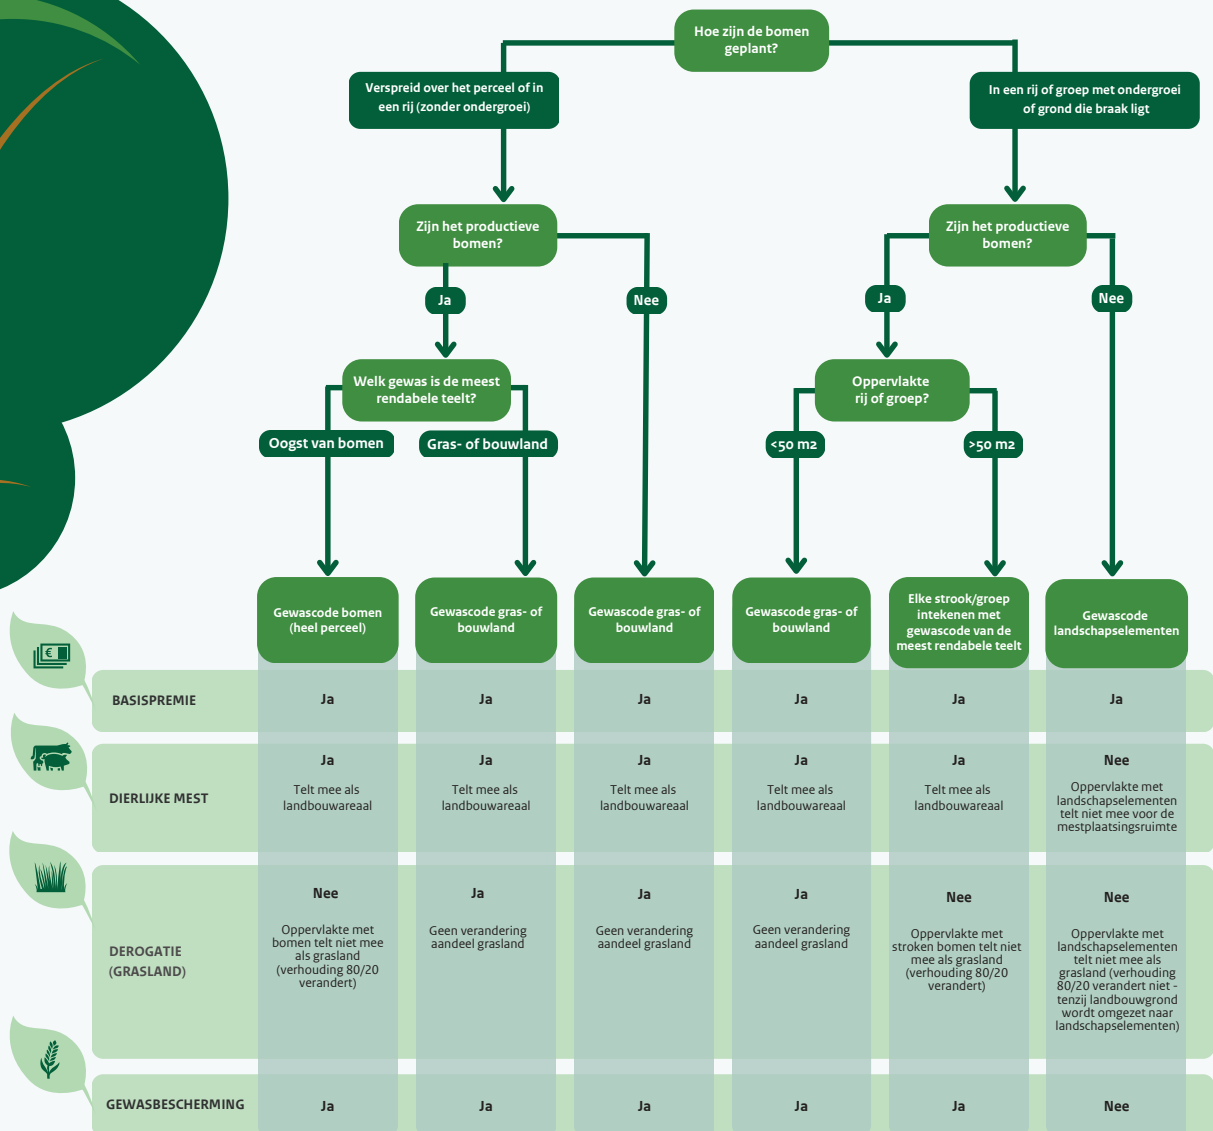 Hoe zijn de bomen
geplant?
Verspreid over het perceel of in
een rij (zonder ondergroei)
In een rij of groep met ondergroei
of grond die braak ligt
Zijn het productieve
bomen?
Zijn het productieve
bomen?
Ja
Nee
Ja
Nee
Welk gewas is de meest
rendabele teelt?
Oppervlakte
rij of groep?
Oogst van bomen
Gras- of bouwland
<50 m2
>50 m2
Gewascode bomen
(heel perceel)
Gewascode gras- of
bouwland
Gewascode gras- of
bouwland
Gewascode gras- of
bouwland
Elke strook/groep
intekenen met
gewascode van de
meest rendabele teelt
Gewascode
landschapselementen
€
BASISPREMIE
Ja
Ja
Ja
Ja
Ja
Ja
DIERLIJKE MEST
Ja
Telt mee als
landbouwareaal
Ja
Telt mee als
landbouwareaal
Ja
Telt mee als
landbouwareaal
Ja
Telt mee als
landbouwareaal
Ja
Telt mee als
landbouwareaal
Nee
Oppervlakte met
landschapselementen
telt niet mee voor de
mestplaatsingsruimte
DEROGATIE
(GRASLAND)
Nee
Oppervlakte met
bomen telt niet mee
als grasland
(verhouding 80/20
verandert)
Ja
Geen verandering
aandeel grasland
Ja
Geen verandering
aandeel grasland
Ja
Geen verandering
aandeel grasland
Nee
Oppervlakte met
stroken bomen telt niet
mee als grasland
(verhouding 80/20
verandert)
Nee
Oppervlakte met
landschapselementen
telt niet mee als
grasland (verhouding
80/20 verandert niet -
tenzij landbouwgrond
wordt omgezet naar
landschapselementen)
GEWASBESCHERMING
Ja
Ja
Ja
Ja
Ja
Nee